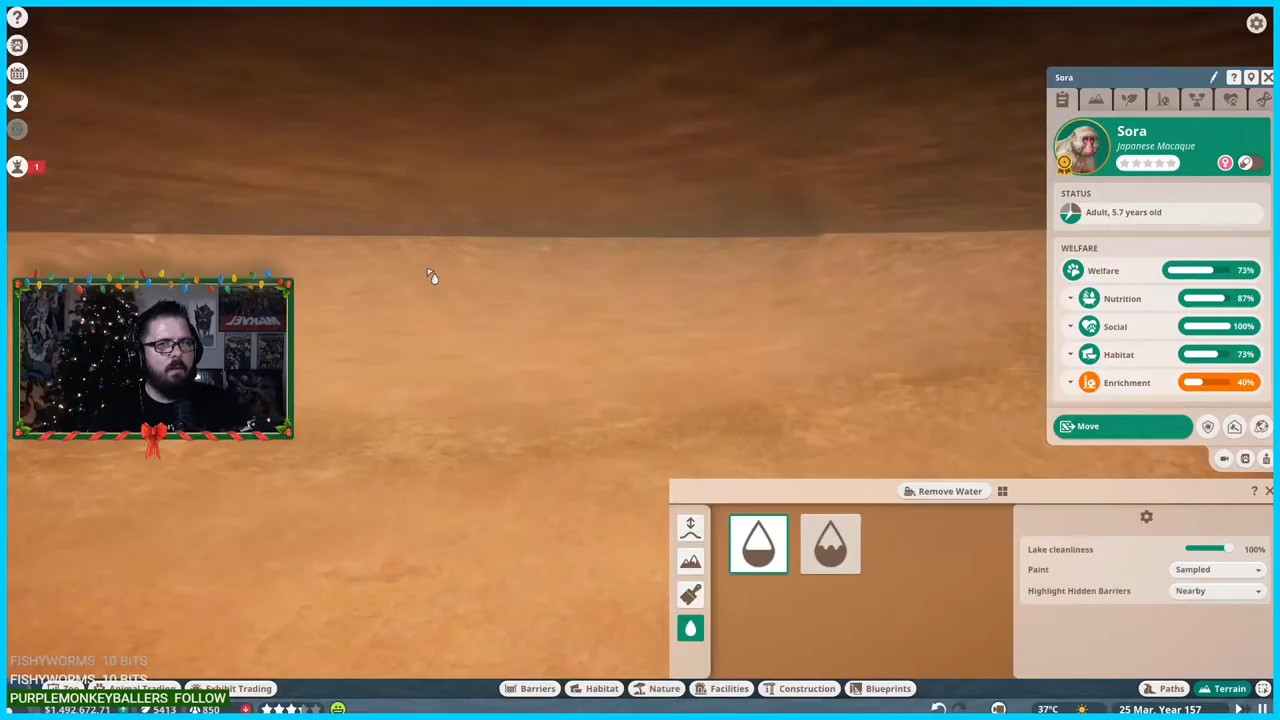 ?
1
Sora
?
Sora
Japanese Macaque
STATUS
Adult, 5.7 years old
WELFARE
Welfare 73%
Nutrition 87%
Social 100%
Habitat 73%
Enrichment 40%
Move
Remove Water
?
Lake cleanliness 100%
Paint Sampled
Highlight Hidden Barriers Nearby
FISHYWORMS 10 BITS
FISHYWORMS 10 BITS
PURPLEMONKEYBALLERS FOLLOW
Exhibit Trading
Barriers Habitat Nature Facilities Construction Blueprints Paths Terrain
$1,492,672.71 5413 850 37°C 25 Mar, Year 157